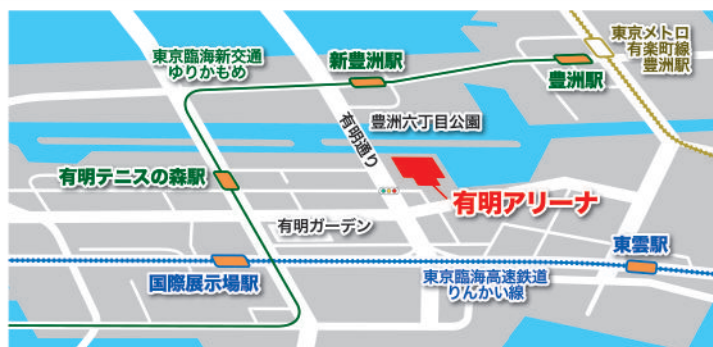 東京臨海新交通
ゆりかもめ
新豊洲駅
豊洲駅
東京メトロ
有楽町線
豊洲駅
有明通り
豊洲六丁目公園
有明テニスの森駅
有明アリーナ
有明ガーデン
国際展示場駅
東京臨海高速鉄道
りんかい線
東雲駅